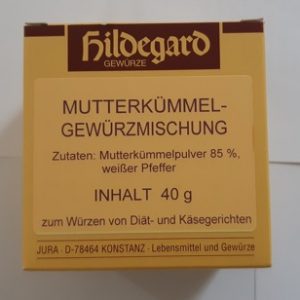 Hildegard
GEWÜRZE
MUTTERKÜMMEL-
GEWÜRZMISCHUNG
Zutaten: Mutterkümmelpulver 85 %,
weißer Pfeffer
INHALT 40 g
zum Würzen von Diät- und Käsegerichten
JURA · D-78464 KONSTANZ · Lebensmittel und Gewürze